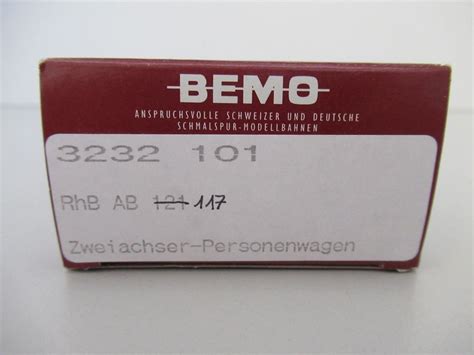 BEMO
ANSPRUCHSVOLLE SCHWEIZER UND DEUTSCHE
SCHMALSPUR-MODELLBAHNEN
3232 101
RhB AB 121 117
Zweiachser-Personenwagen